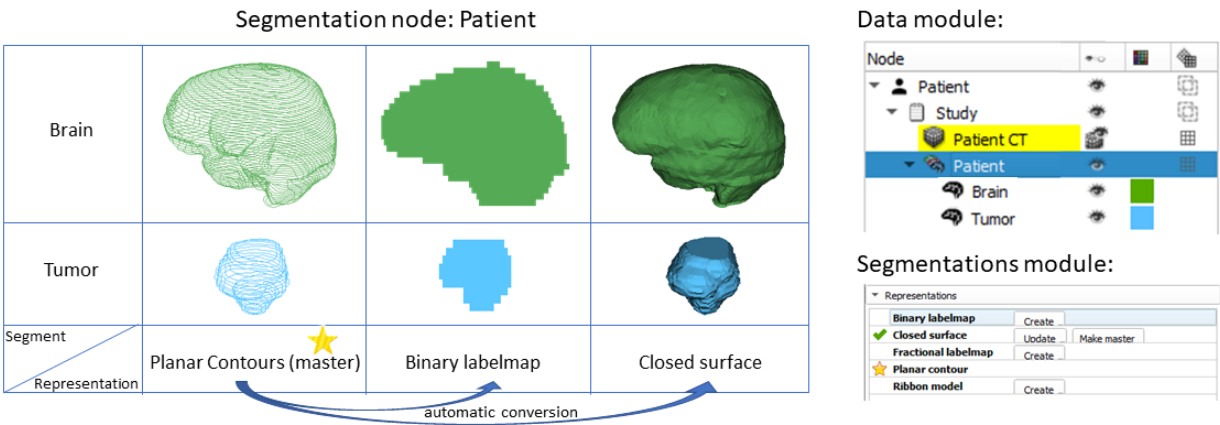 Segmentation node: Patient
Brain
Tumor
Segment
Representation
Planar Contours (master)
Binary labelmap
Closed surface
automatic conversion
Data module:
Node
Patient
Study
Patient CT
Patient
Brain
Tumor
Segmentations module:
Representations
Binary labelmap Create ...
Closed surface Update ... Make master
Fractional labelmap Create ...
Planar contour
Ribbon model Create ...